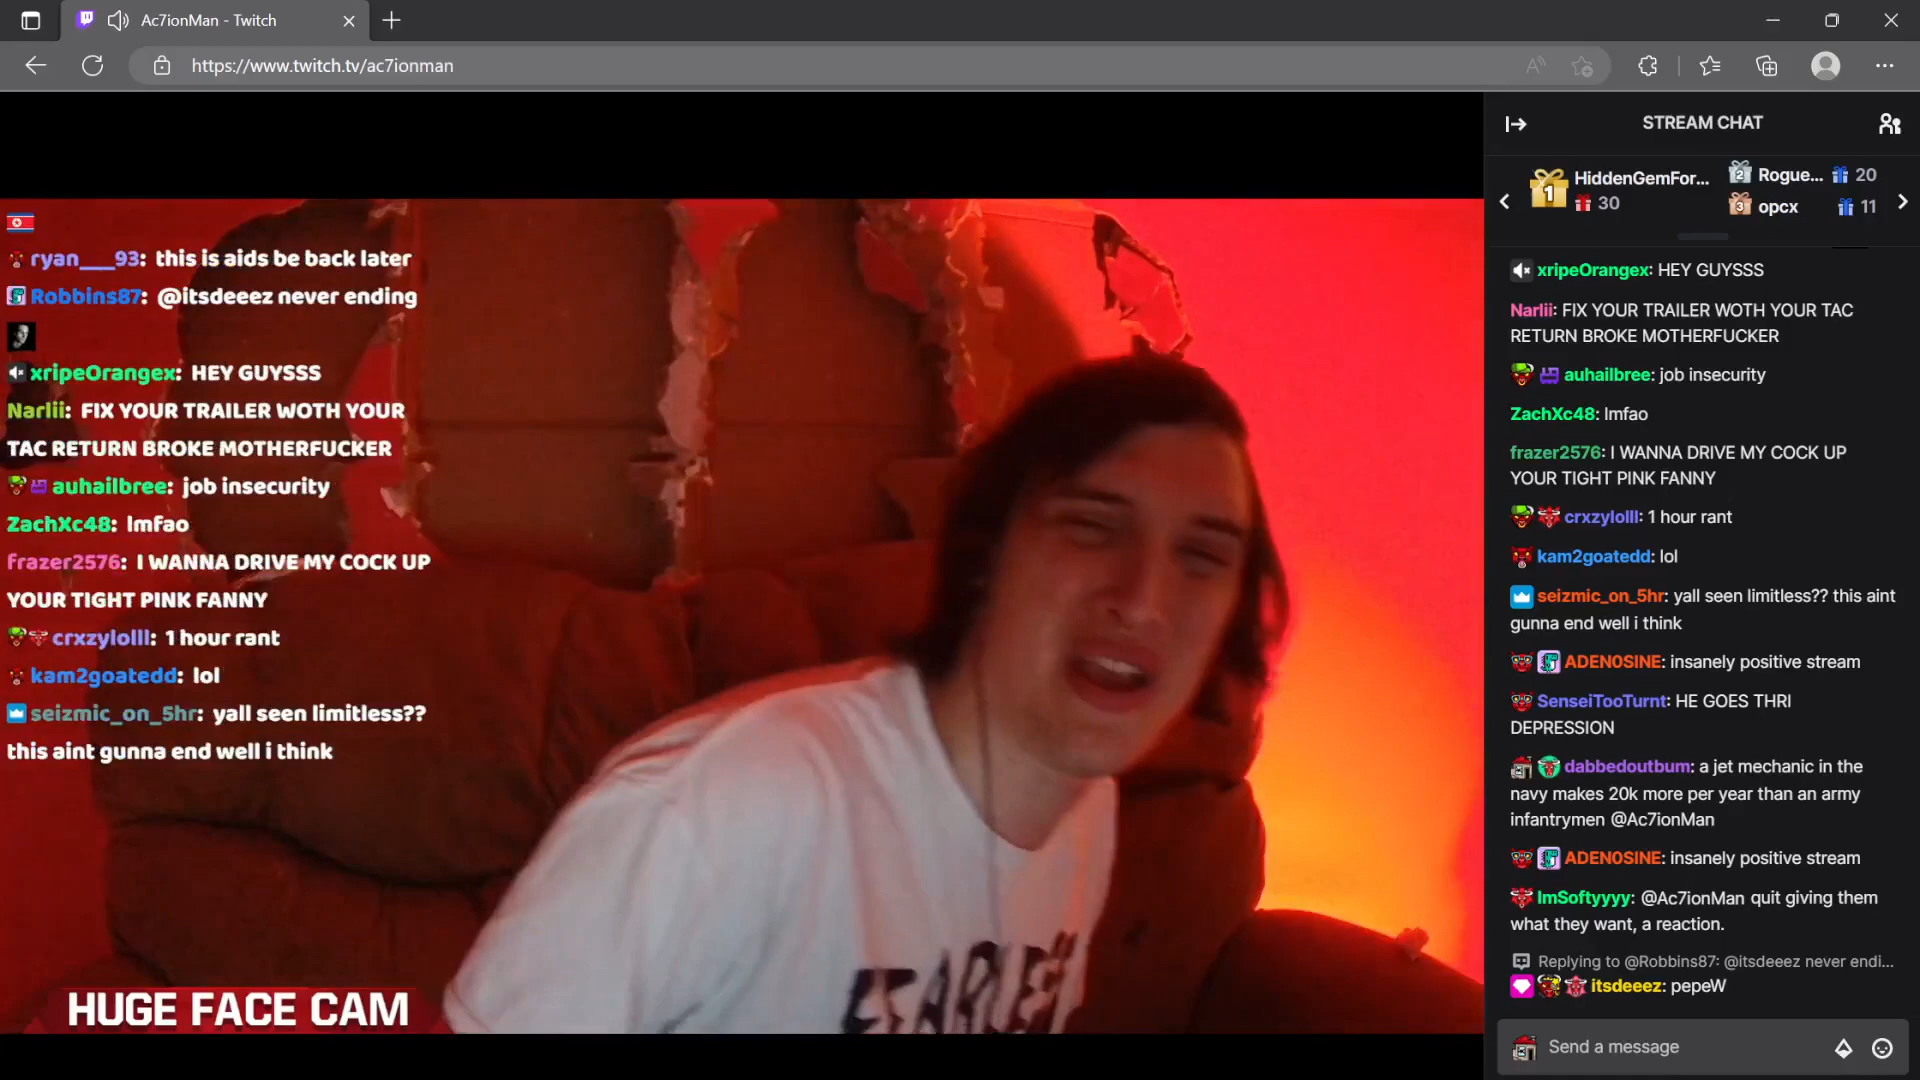 Ac7ionMan - Twitch
https://www.twitch.tv/ac7ionman
ryan___93: this is aids be back later
Robbins87: @itsdeeez never ending
xripeOrangex: HEY GUYSSS
Narlii: FIX YOUR TRAILER WOTH YOUR
TAC RETURN BROKE MOTHERFUCKER
auhailbree: job insecurity
ZachXc48: lmfao
frazer2576: I WANNA DRIVE MY COCK UP
YOUR TIGHT PINK FANNY
crxzylolll: 1 hour rant
kam2goatedd: lol
seizmic_on_5hr: yall seen limitless??
this aint gunna end well i think
HUGE FACE CAM
FEARLES
STREAM CHAT
1 HiddenGemFor...
30
2 Rogue... 20
3 opcx 11
xripeOrangex: HEY GUYSSS
Narlii: FIX YOUR TRAILER WOTH YOUR TAC
RETURN BROKE MOTHERFUCKER
auhailbree: job insecurity
ZachXc48: lmfao
frazer2576: I WANNA DRIVE MY COCK UP
YOUR TIGHT PINK FANNY
crxzylolll: 1 hour rant
kam2goatedd: lol
seizmic_on_5hr: yall seen limitless?? this aint
gunna end well i think
ADEN0SINE: insanely positive stream
SenseiTooTurnt: HE GOES THRI
DEPRESSION
dabbedoutbum: a jet mechanic in the
navy makes 20k more per year than an army
infantrymen @Ac7ionMan
ADEN0SINE: insanely positive stream
ImSoftyyyy: @Ac7ionMan quit giving them
what they want, a reaction.
Replying to @Robbins87: @itsdeeez never endi...
itsdeeez: pepeW
Send a message